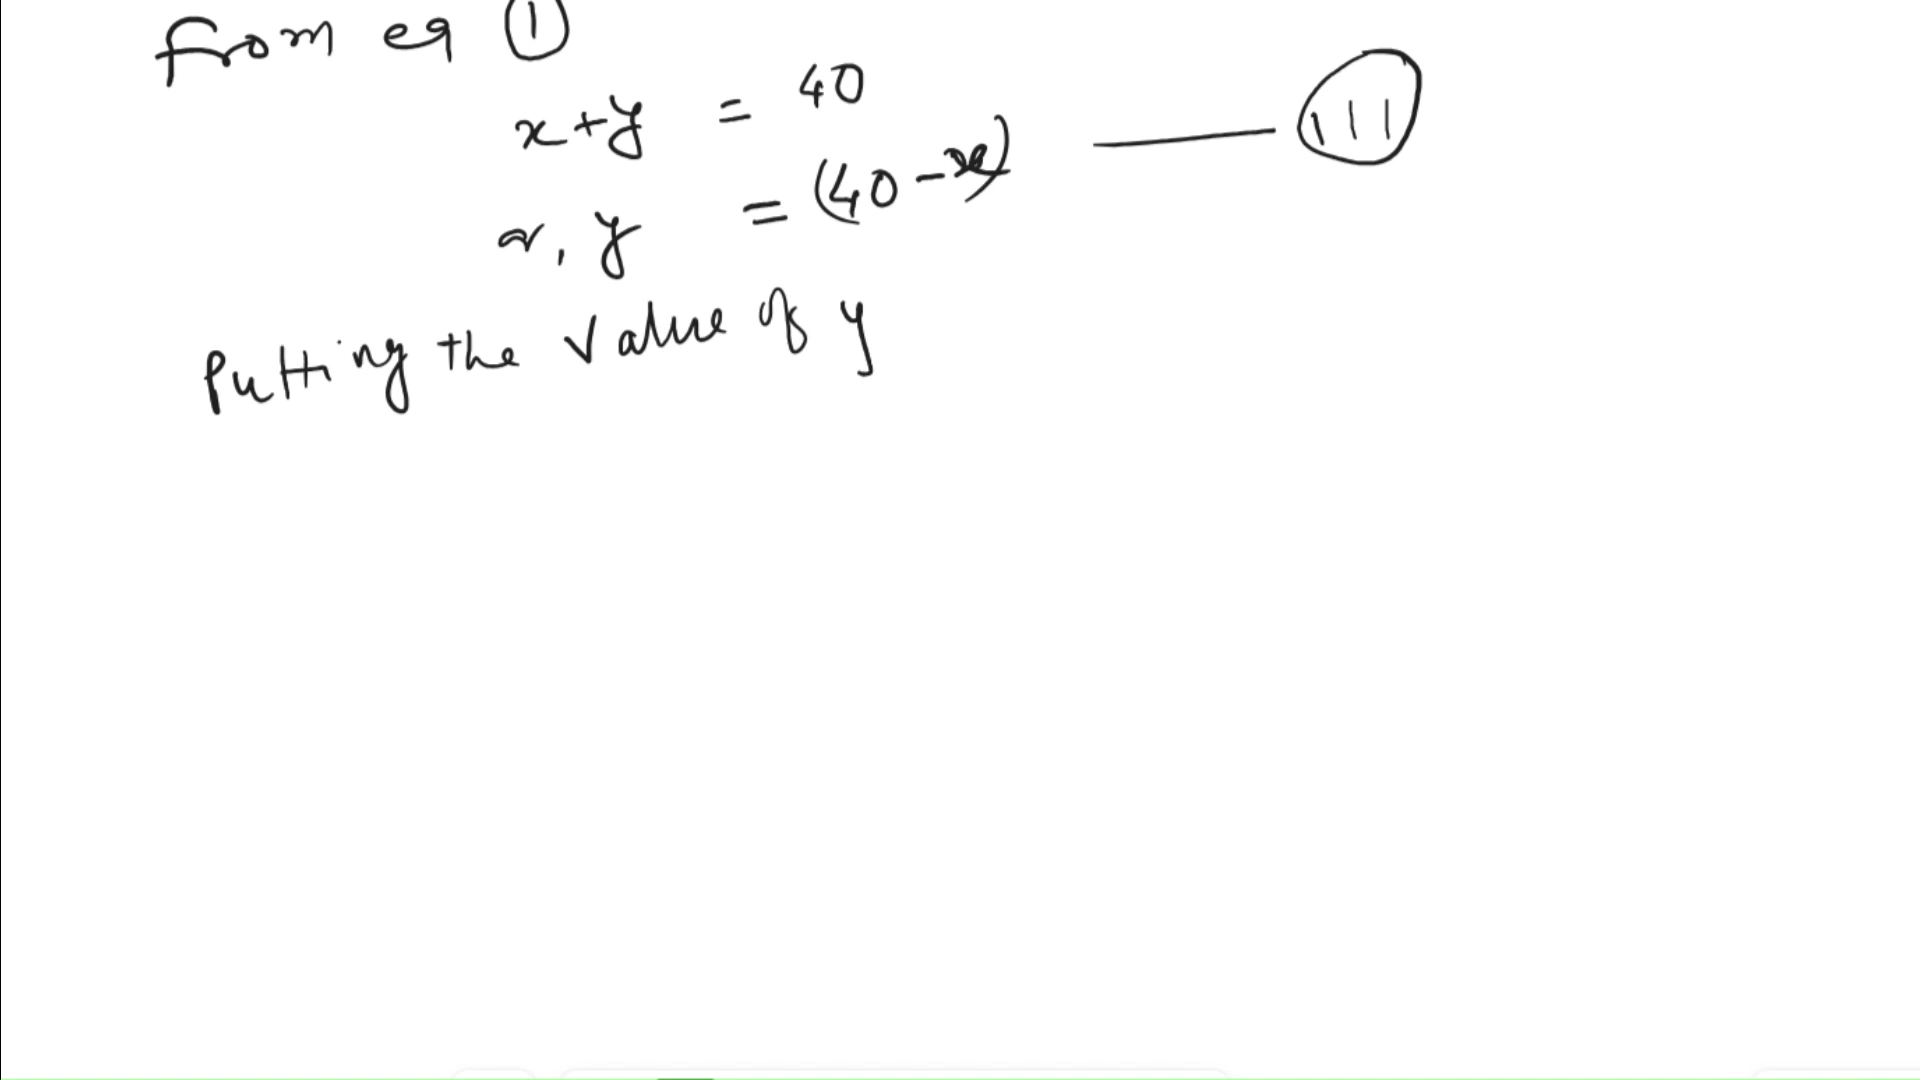 From eq ①
x+y = 40
or, y = (40-x) —— III
Putting the value of y